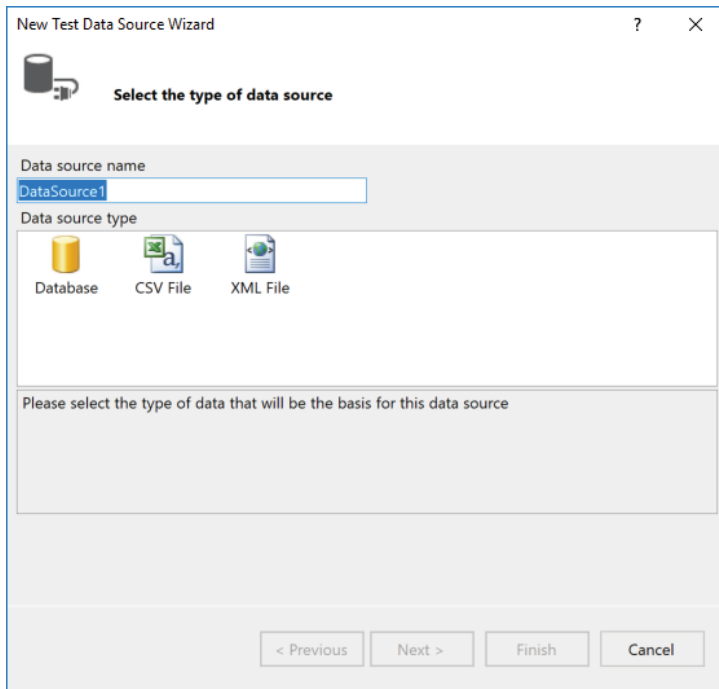 New Test Data Source Wizard
?
Select the type of data source
Data source name
DataSource1
Data source type
a,
Database CSV File XML File
Please select the type of data that will be the basis for this data source
< Previous Next > Finish Cancel